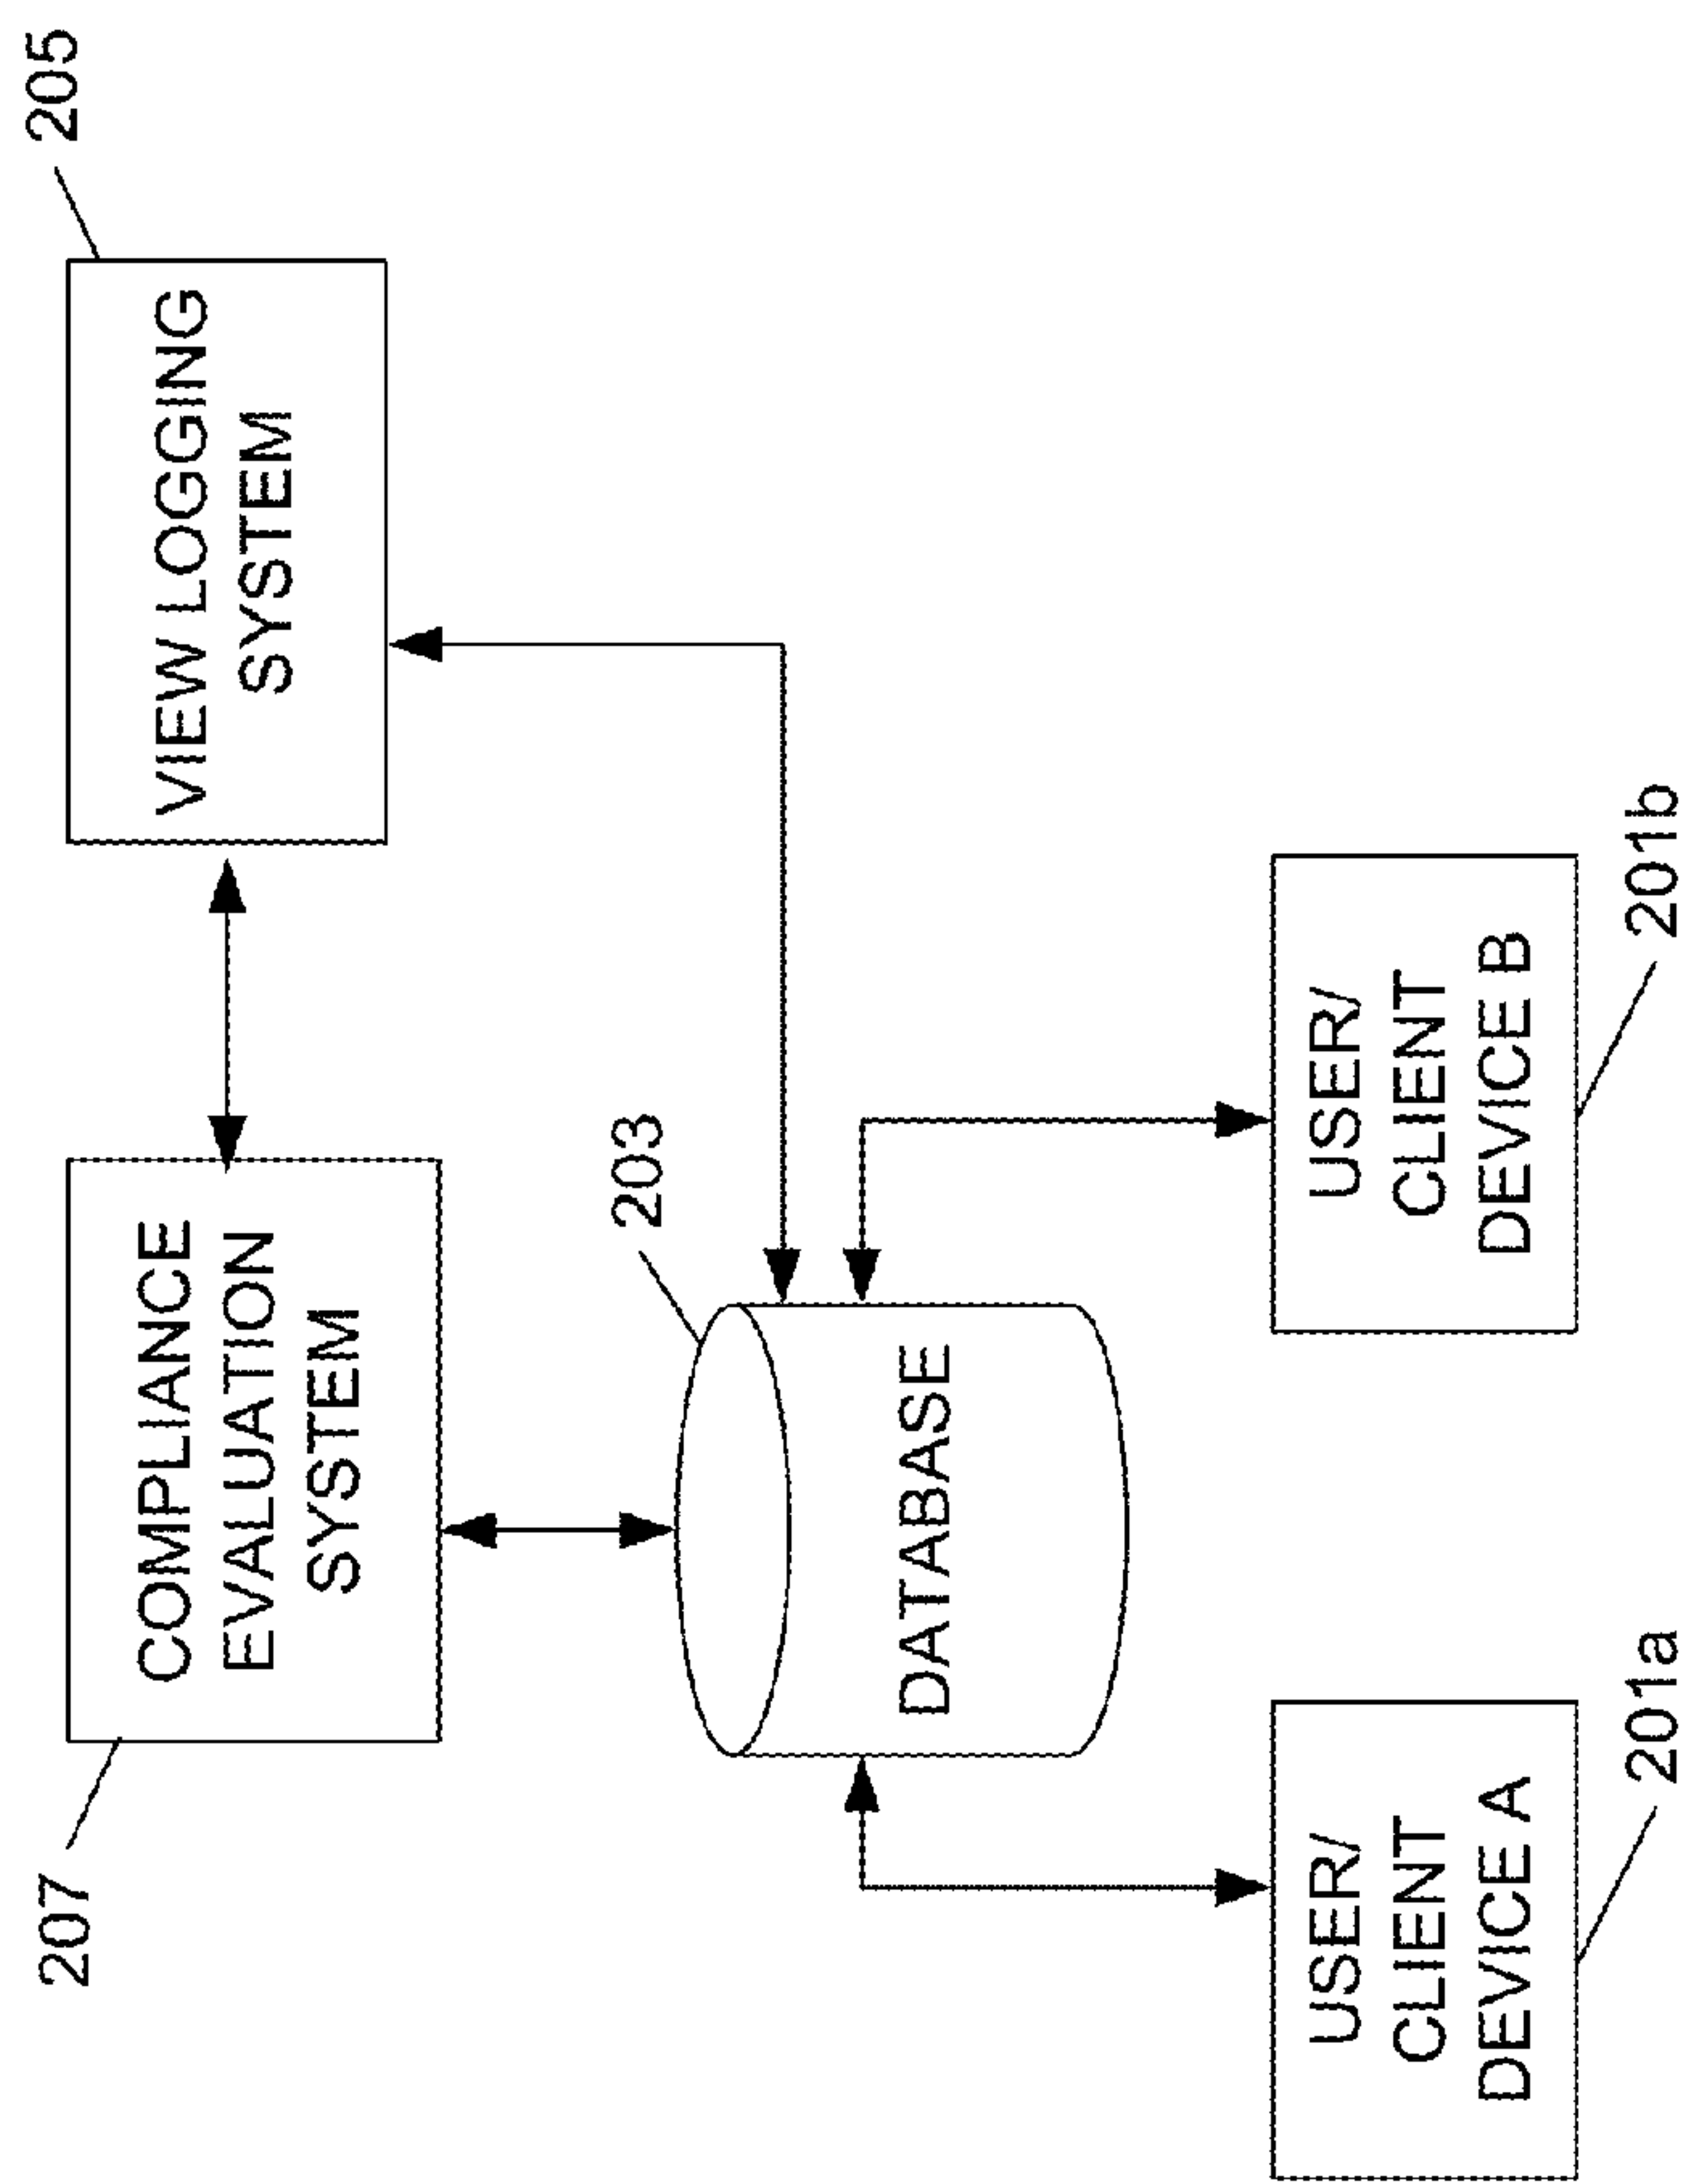 207
COMPLIANCE
EVALUATION
SYSTEM
VIEW LOGGING
SYSTEM
205
203
DATABASE
USER/
CLIENT
DEVICE A
201a
USER/
CLIENT
DEVICE B
201b